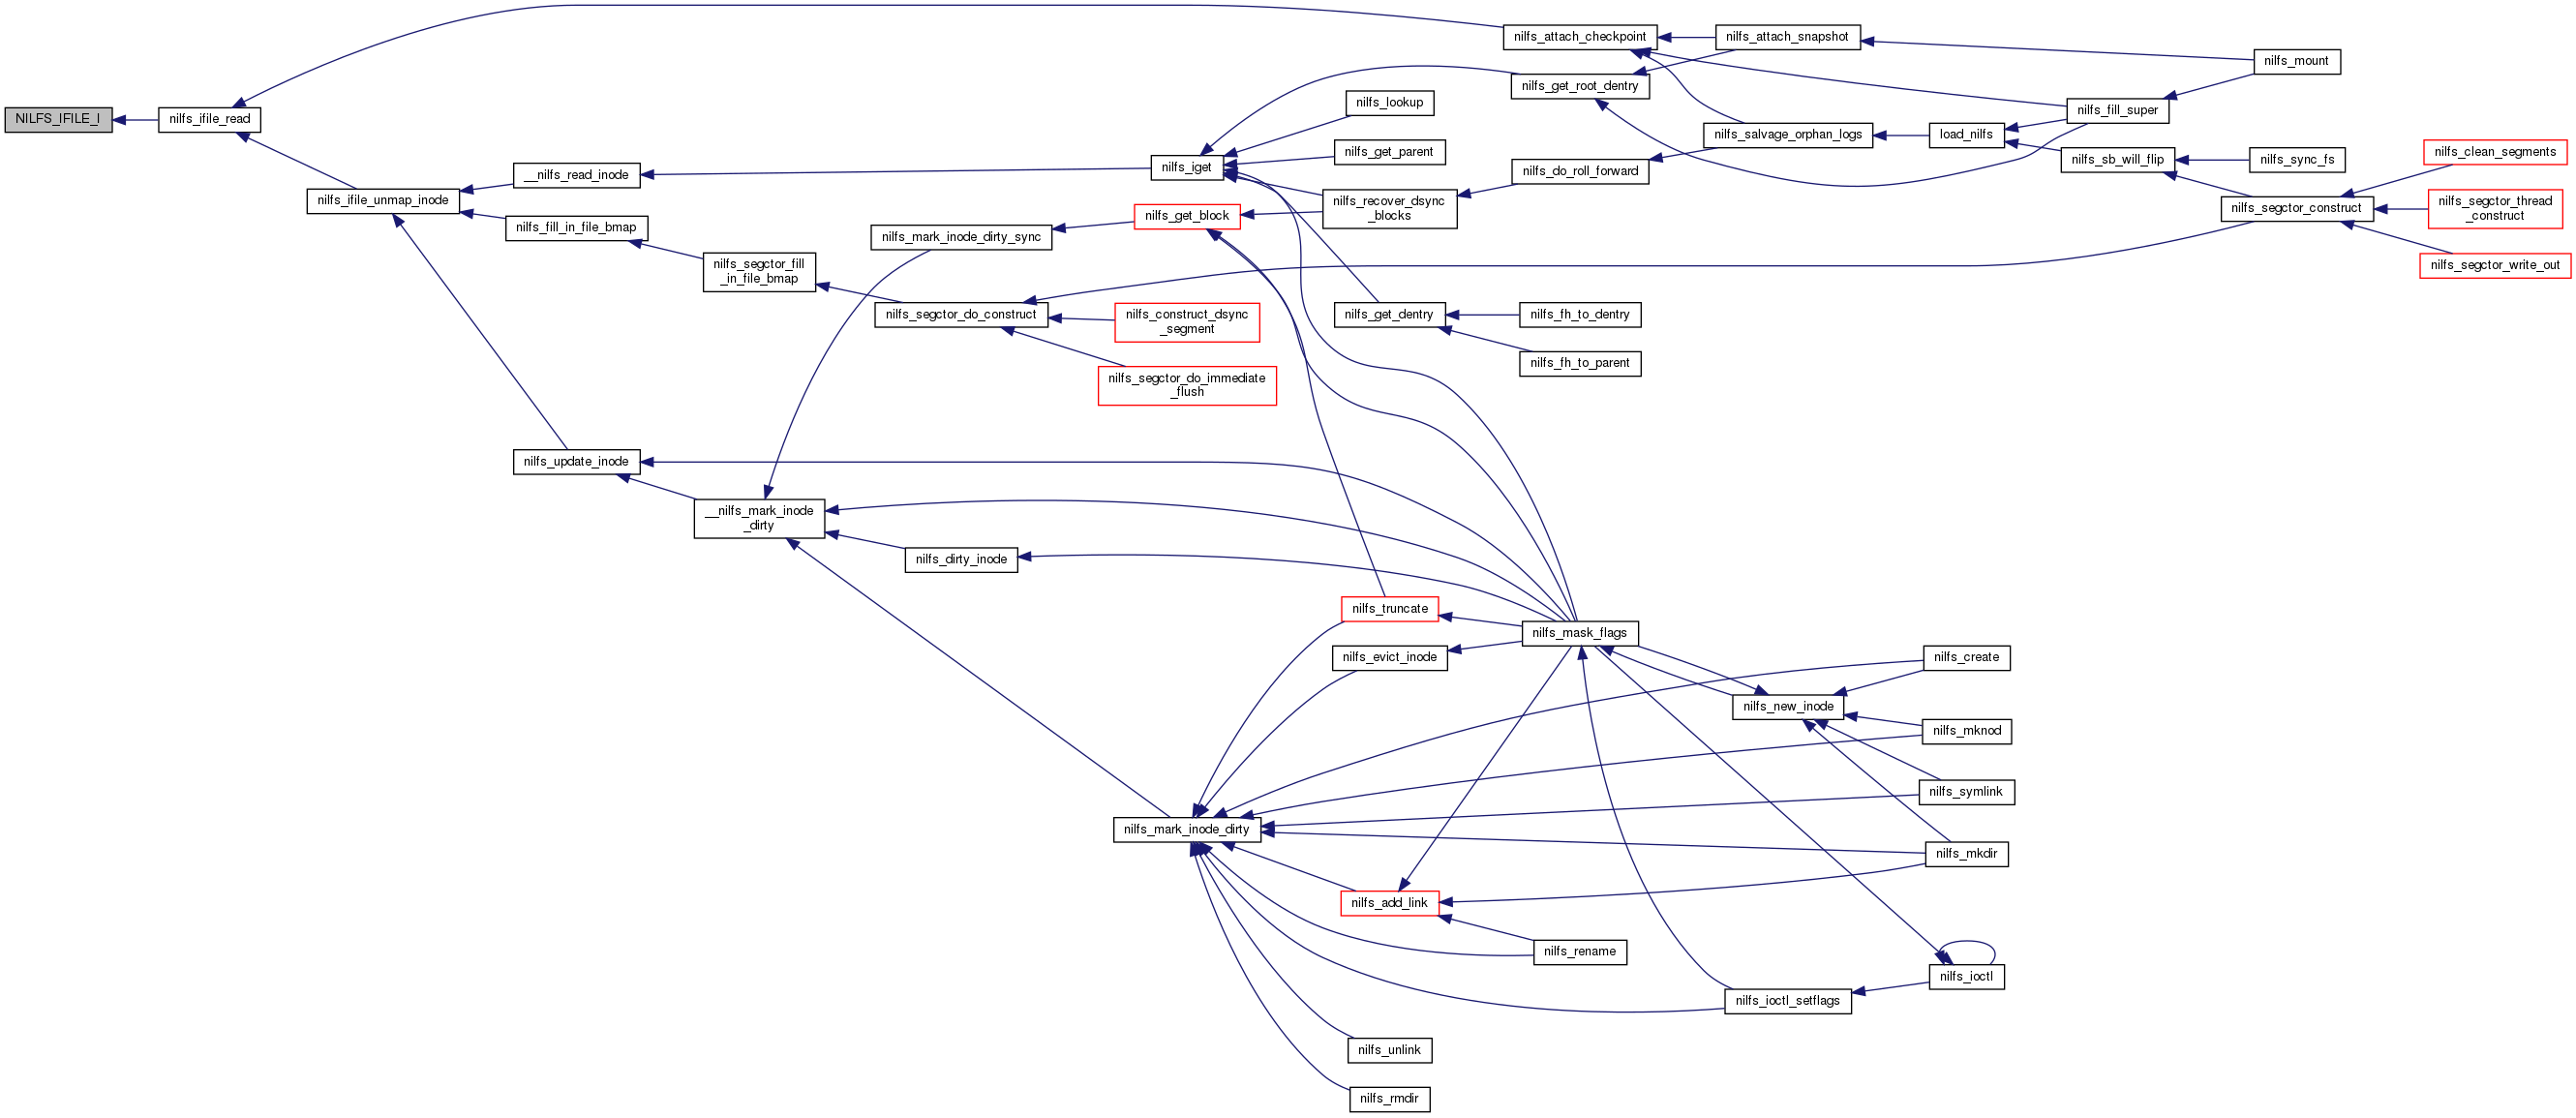 NILFS_IFILE_I
nilfs_ifile_read
nilfs_ifile_unmap_inode
__nilfs_read_inode
nilfs_fill_in_file_bmap
nilfs_update_inode
nilfs_segctor_fill
_in_file_bmap
__nilfs_mark_inode
_dirty
nilfs_mark_inode_dirty_sync
nilfs_segctor_do_construct
nilfs_dirty_inode
nilfs_iget
nilfs_get_block
nilfs_construct_dsync
_segment
nilfs_segctor_do_immediate
_flush
nilfs_mark_inode_dirty
nilfs_lookup
nilfs_get_parent
nilfs_recover_dsync
_blocks
nilfs_get_dentry
nilfs_truncate
nilfs_evict_inode
nilfs_add_link
nilfs_unlink
nilfs_rmdir
nilfs_attach_checkpoint
nilfs_get_root_dentry
nilfs_do_roll_forward
nilfs_fh_to_dentry
nilfs_fh_to_parent
nilfs_mask_flags
nilfs_rename
nilfs_attach_snapshot
nilfs_salvage_orphan_logs
nilfs_new_inode
nilfs_ioctl_setflags
load_nilfs
nilfs_create
nilfs_mknod
nilfs_symlink
nilfs_mkdir
nilfs_ioctl
nilfs_fill_super
nilfs_sb_will_flip
nilfs_mount
nilfs_sync_fs
nilfs_segctor_construct
nilfs_clean_segments
nilfs_segctor_thread
_construct
nilfs_segctor_write_out